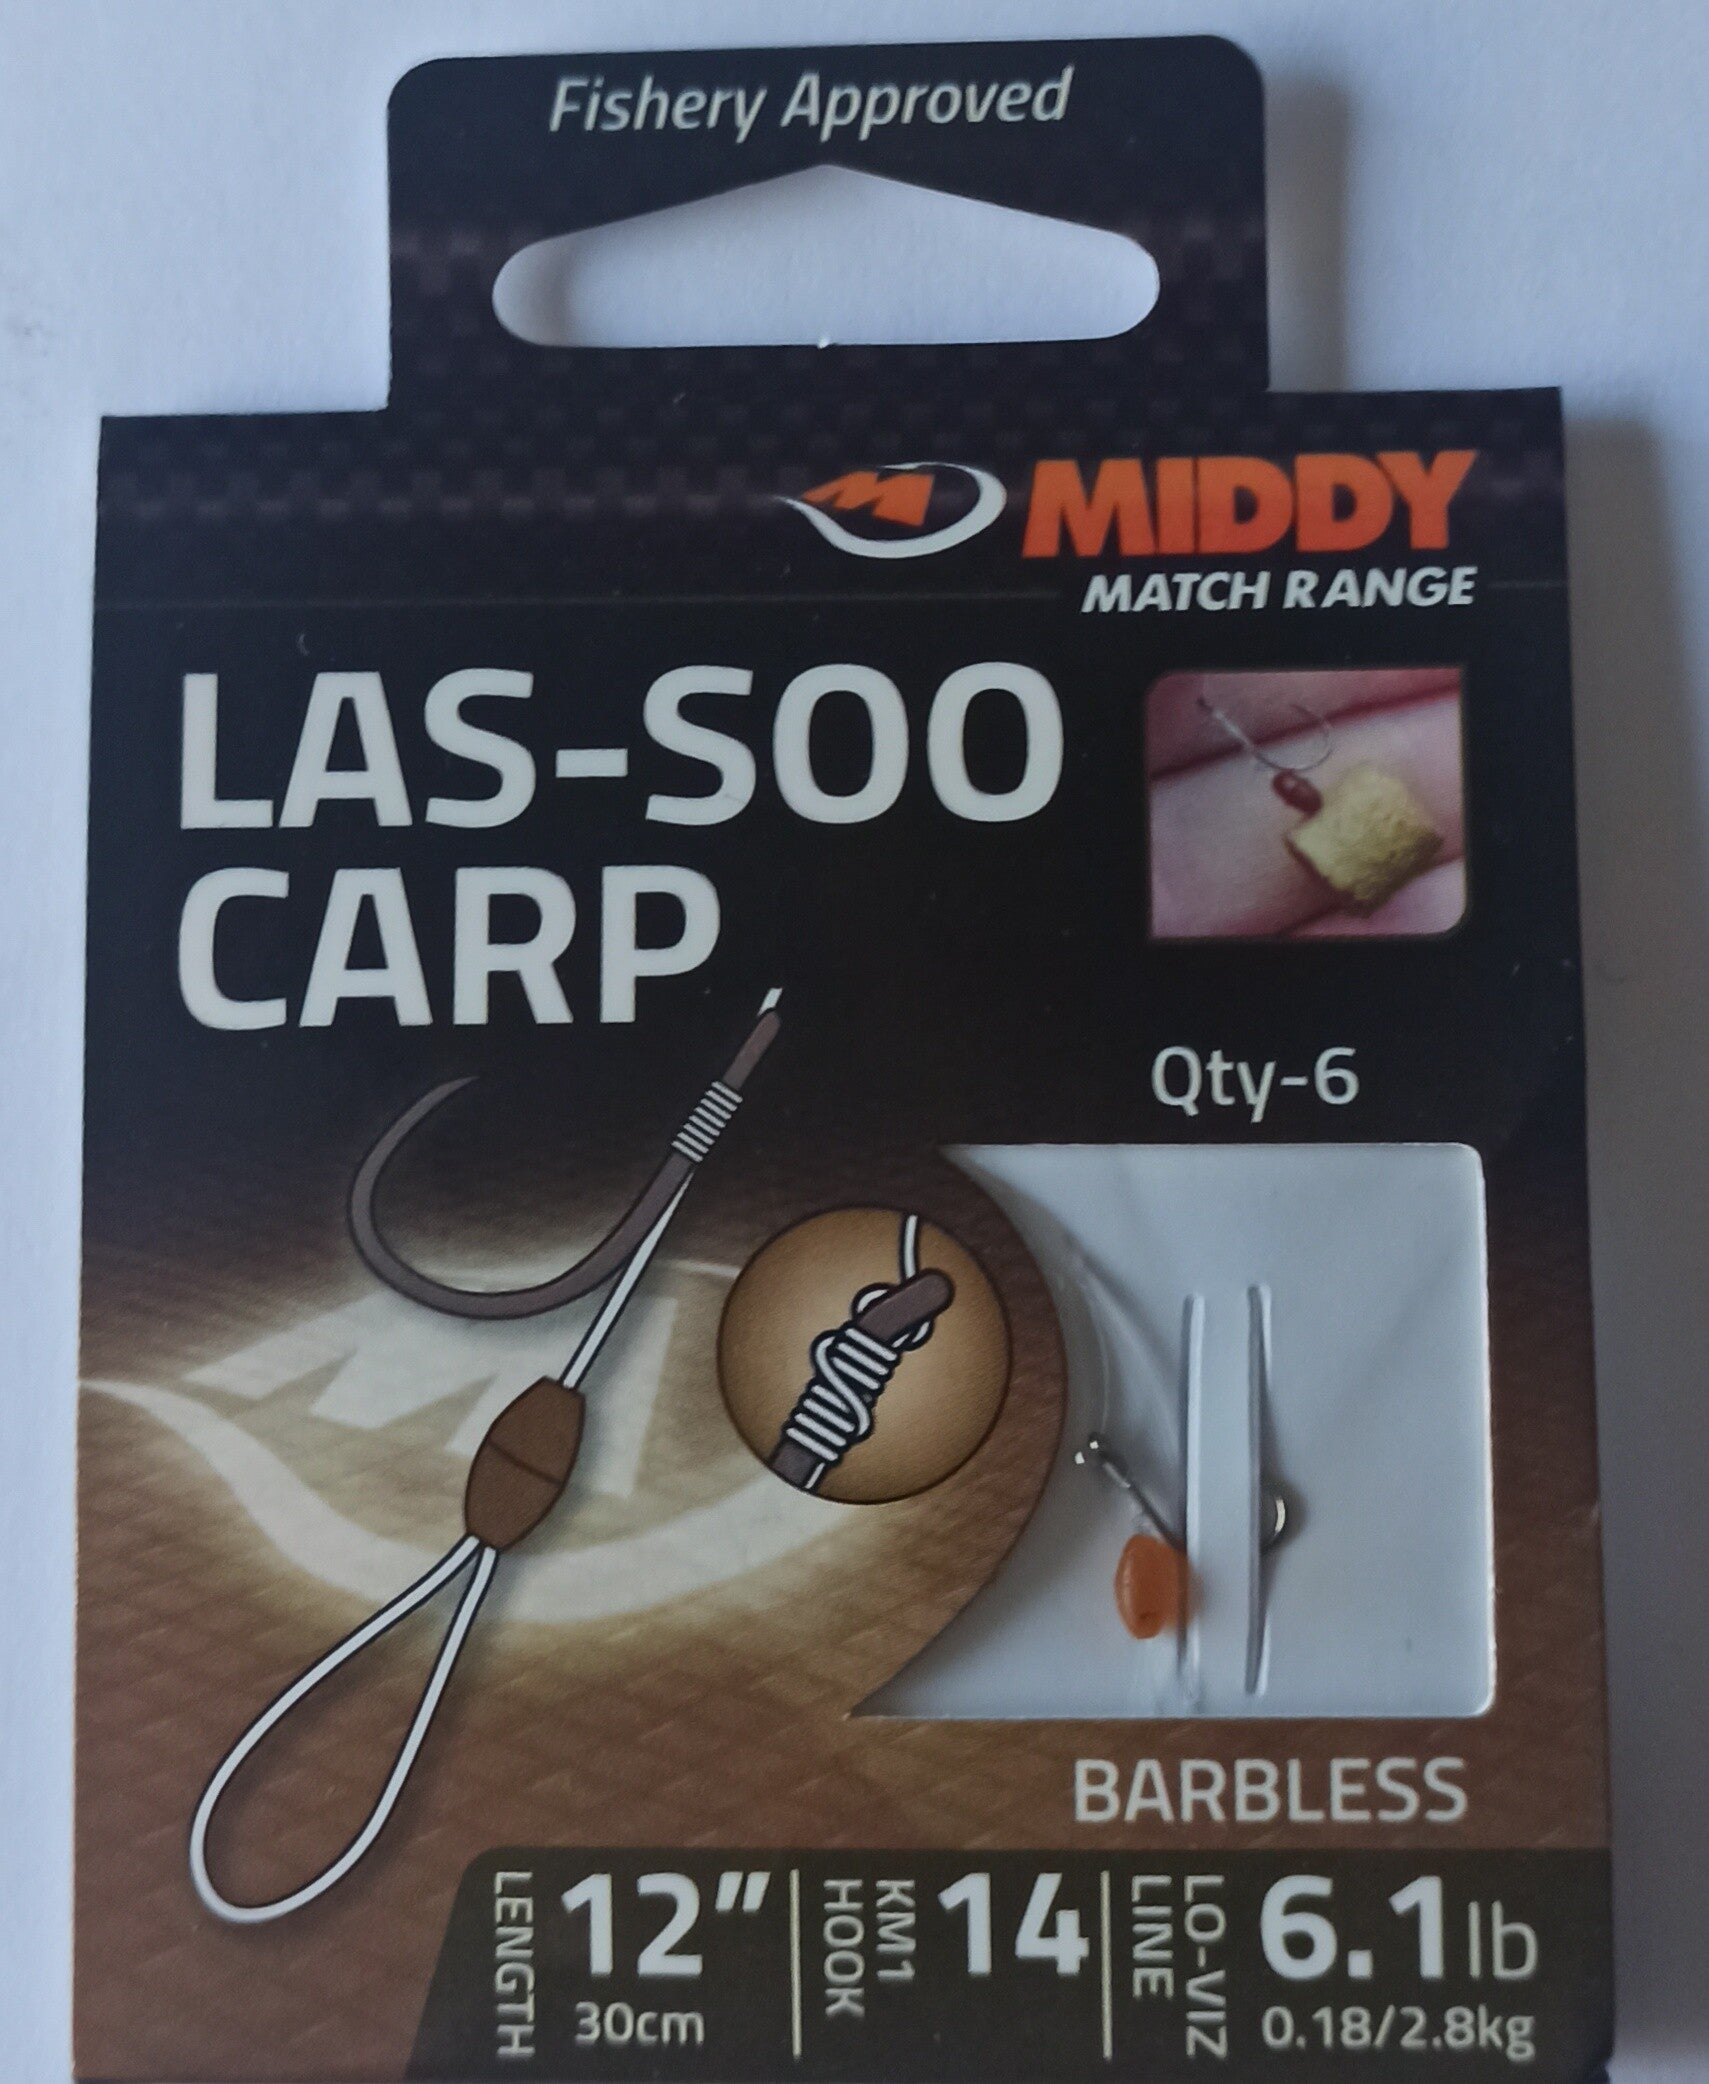 Fishery Approved
MIDDY
MATCH RANGE
LAS-SOO
CARP
Qty-6
BARBLESS
LENGTH
12"
30cm
KM1
HOOK
14
LO-VIZ
LINE
6.1lb
0.18/2.8kg